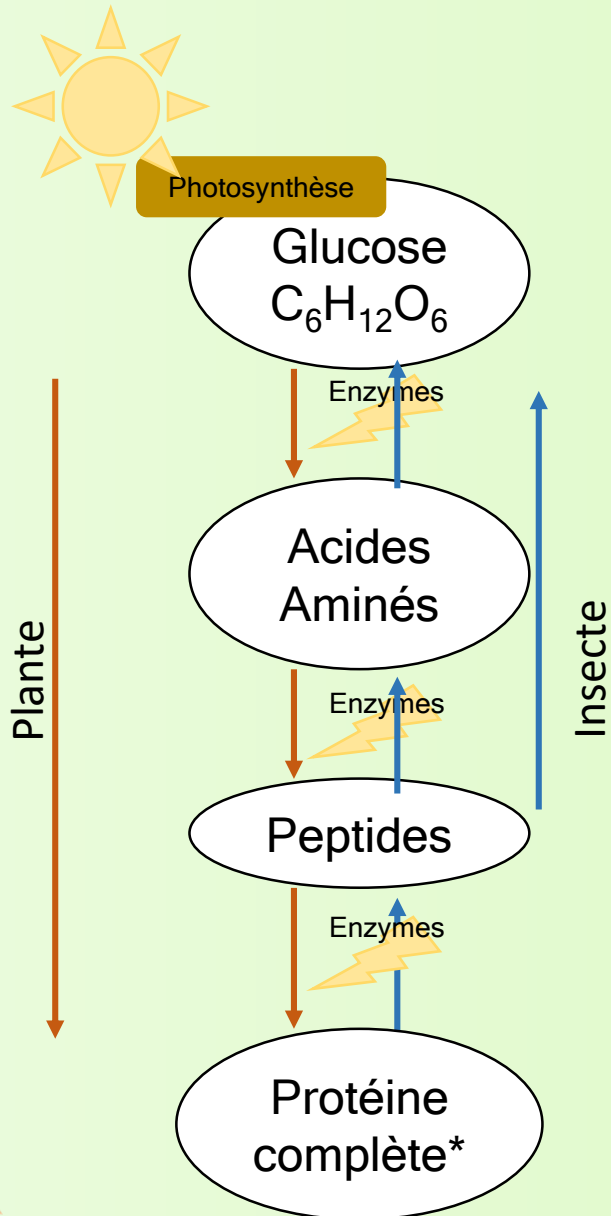 Photosynthèse
Glucose
C₆H₁₂O₆
Enzymes
Acides
Aminés
Plante
Insecte
Enzymes
Peptides
Enzymes
Protéine
complète*